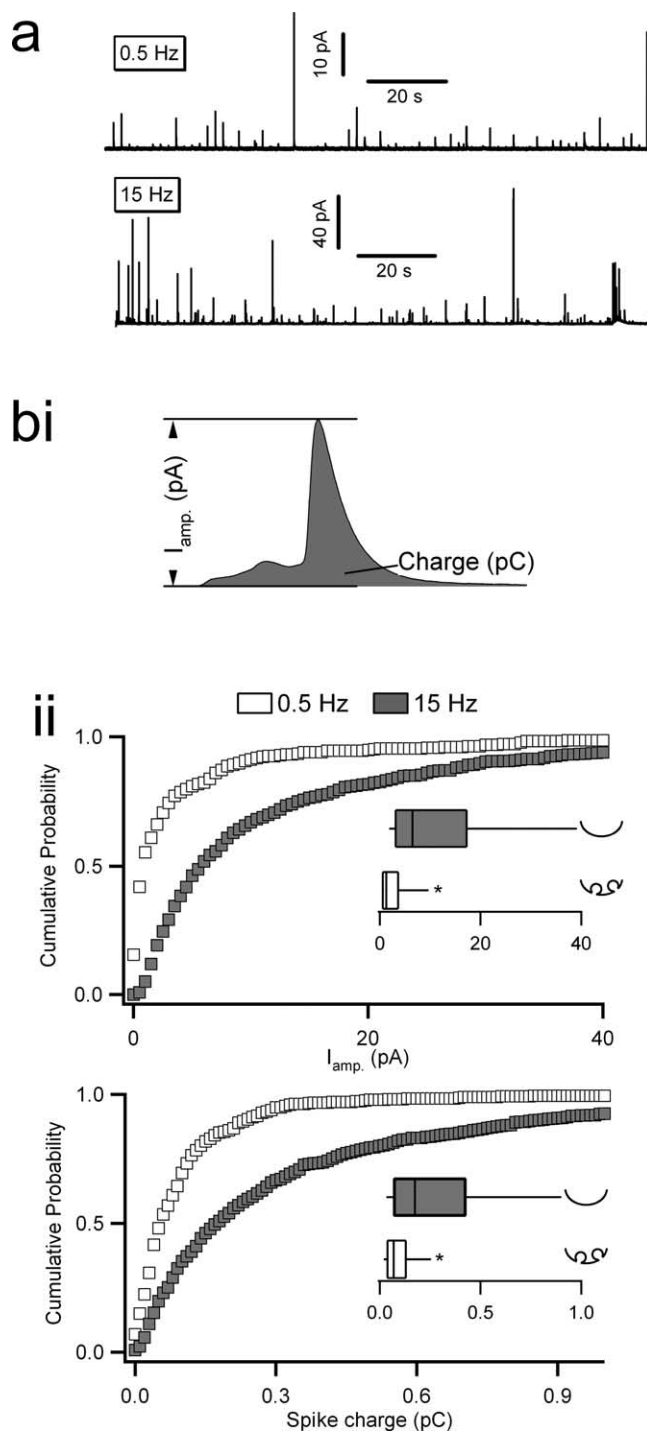 a
0.5 Hz
10 pA
20 s
15 Hz
40 pA
20 s
bi
I amp. (pA)
Charge (pC)
ii
0.5 Hz 15 Hz
Cumulative Probability
1.0
0.5
0.0
*
0 20 40
0 20 40
I amp. (pA)
Cumulative Probability
1.0
0.5
0.0
*
0.0 0.5 1.0
0.0 0.3 0.6 0.9
Spike charge (pC)